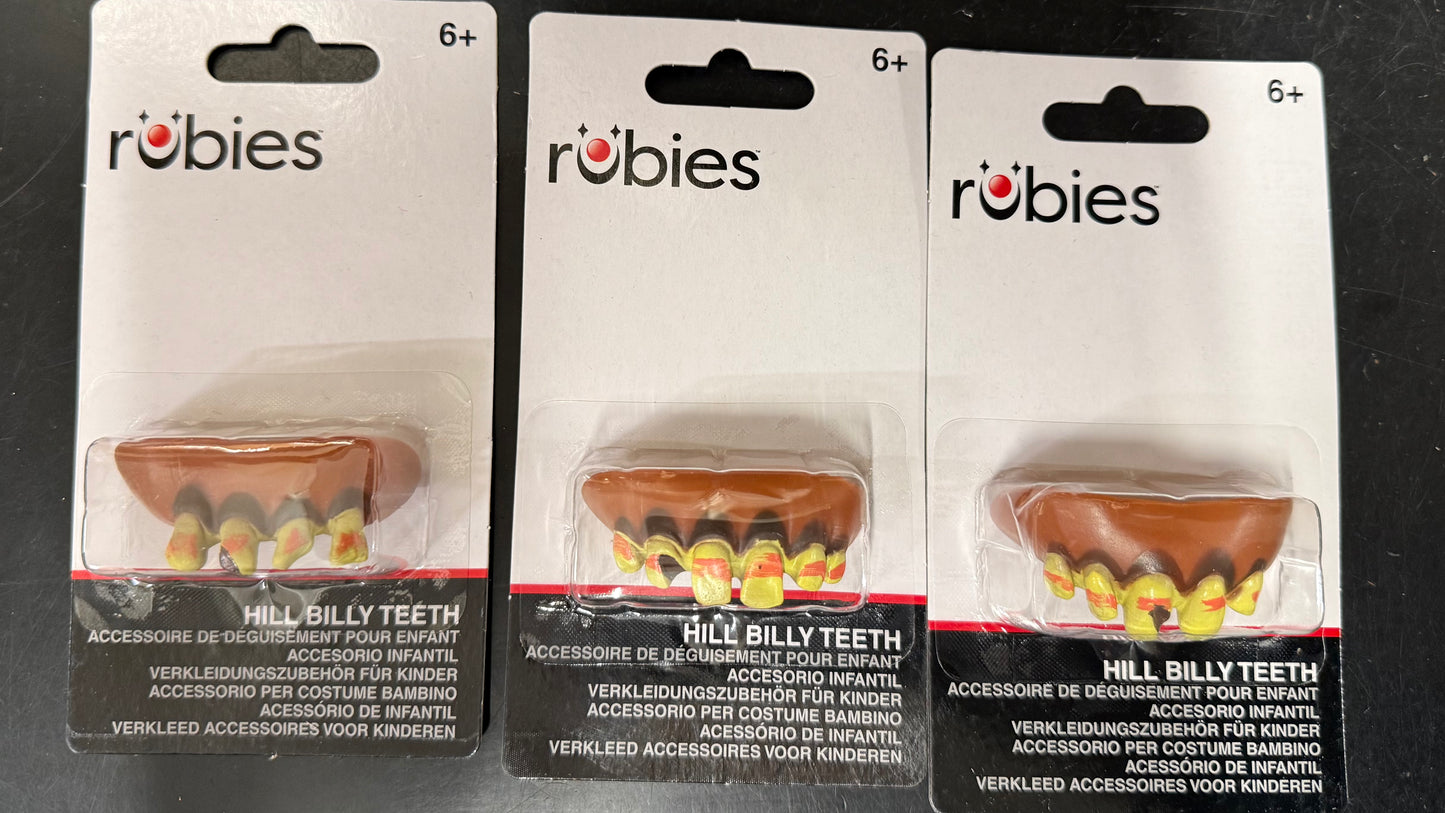 6+
rubies™
HILL BILLY TEETH
ACCESSOIRE DE DÉGUISEMENT POUR ENFANT
ACCESORIO INFANTIL
VERKLEIDUNGSZUBEHÖR FÜR KINDER
ACCESSORIO PER COSTUME BAMBINO
ACESSÓRIO DE INFANTIL
VERKLEED ACCESSOIRES VOOR KINDEREN
6+
rubies™
HILL BILLY TEETH
ACCESSOIRE DE DÉGUISEMENT POUR ENFANT
ACCESORIO INFANTIL
VERKLEIDUNGSZUBEHÖR FÜR KINDER
ACCESSORIO PER COSTUME BAMBINO
ACESSÓRIO DE INFANTIL
VERKLEED ACCESSOIRES VOOR KINDEREN
6+
rubies™
HILL BILLY TEETH
ACCESSOIRE DE DÉGUISEMENT POUR ENFANT
ACCESORIO INFANTIL
VERKLEIDUNGSZUBEHÖR FÜR KINDER
ACCESSORIO PER COSTUME BAMBINO
ACESSÓRIO DE INFANTIL
VERKLEED ACCESSOIRES VOOR KINDEREN